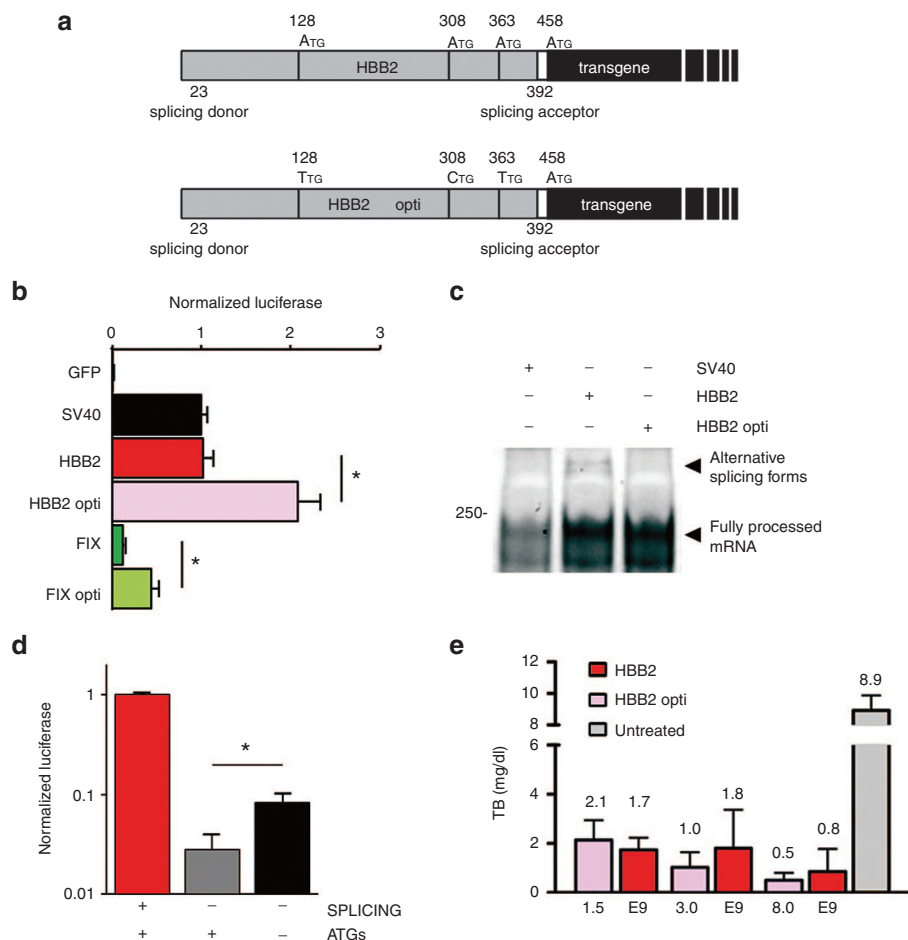 a
128 308 363 458
ATG ATG ATG ATG
HBB2 transgene
23 392
splicing donor splicing acceptor
128 308 363 458
TTG CTG TTG ATG
HBB2 opti transgene
23 392
splicing donor splicing acceptor
b
Normalized luciferase
0 1 2 3
GFP
SV40
HBB2
*
HBB2 opti
FIX
*
FIX opti
c
+ – – SV40
– + – HBB2
– – + HBB2 opti
Alternative
splicing forms
250-
Fully processed
mRNA
d
Normalized luciferase
1
0.1
0.01
*
+ – – SPLICING
+ + – ATGs
e
TB (mg/dl)
12
10
8
6
4
2
0
HBB2
HBB2 opti
Untreated
2.1 1.7 1.0 1.8 0.5 0.8 8.9
1.5 E9 3.0 E9 8.0 E9